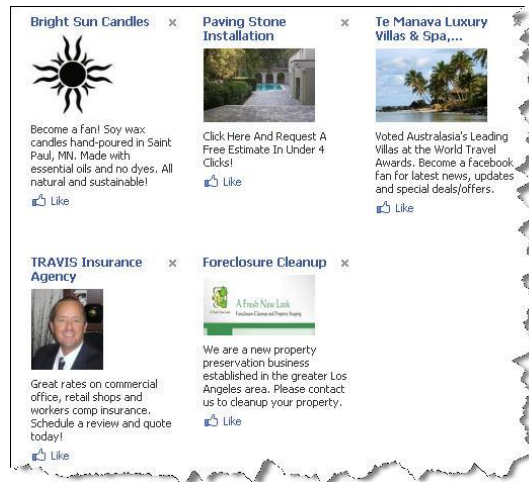 Bright Sun Candles
Become a fan! Soy wax
candles hand-poured in Saint
Paul, MN. Made with
essential oils and no dyes. All
natural and sustainable!
Like
Paving Stone
Installation
Click Here And Request A
Free Estimate In Under 4
Clicks!
Like
Te Manava Luxury
Villas & Spa,...
Voted Australasia's Leading
Villas at the World Travel
Awards. Become a facebook
fan for latest news, updates
and special deals/offers.
Like
TRAVIS Insurance
Agency
Great rates on commercial
office, retail shops and
workers comp insurance.
Schedule a review and quote
today!
Like
Foreclosure Cleanup
A Fresh New Look
Foreclosure Cleanup and Property Staging
We are a new property
preservation business
established in the greater Los
Angeles area. Please contact
us to cleanup your property.
Like